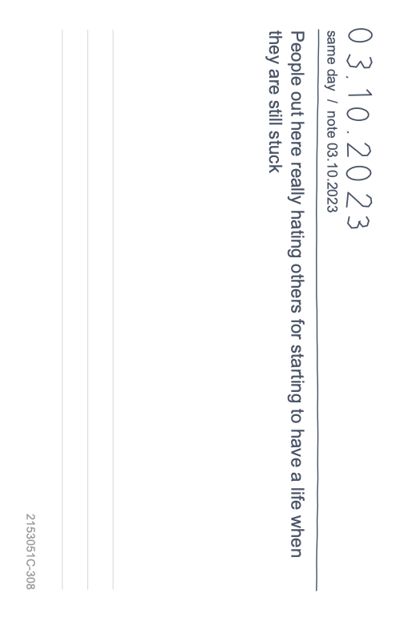 03.10.2023
same day / note 03.10.2023
People out here really hating others for starting to have a life when
they are still stuck
2153051C-308